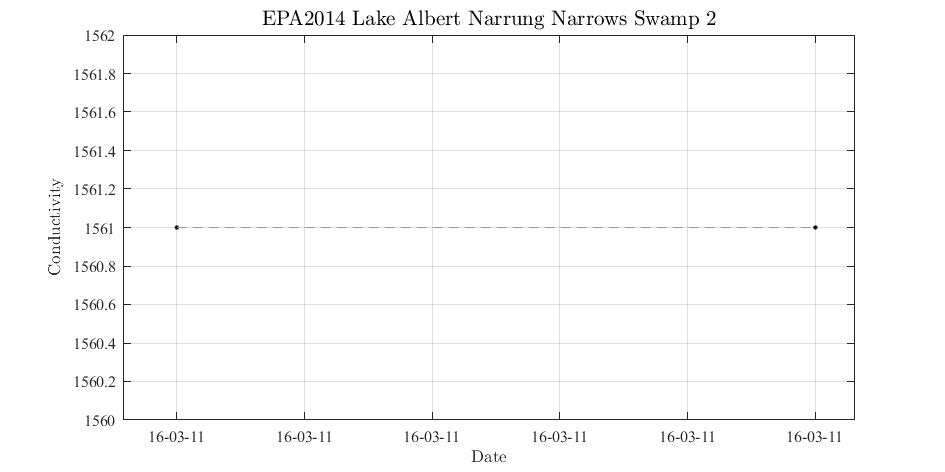 EPA2014 Lake Albert Narrung Narrows Swamp 2
1562
1561.8
1561.6
1561.4
1561.2
1561
1560.8
1560.6
1560.4
1560.2
1560
Conductivity
16-03-11 16-03-11 16-03-11 16-03-11 16-03-11 16-03-11
Date